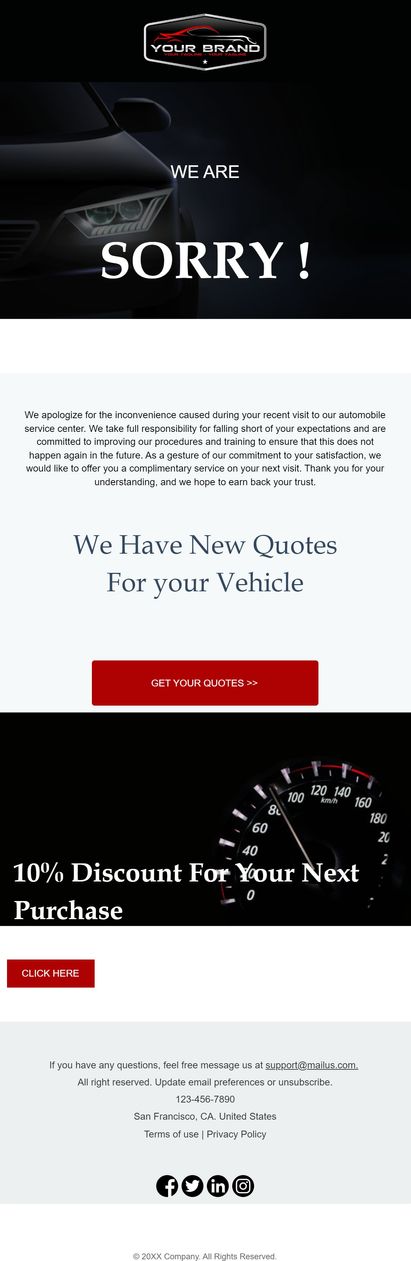 YOUR BRAND
WE ARE
SORRY !
We apologize for the inconvenience caused during your recent visit to our automobile
service center. We take full responsibility for falling short of your expectations and are
committed to improving our procedures and training to ensure that this does not
happen again in the future. As a gesture of our commitment to your satisfaction, we
would like to offer you a complimentary service on your next visit. Thank you for your
understanding, and we hope to earn back your trust.
We Have New Quotes
For your Vehicle
GET YOUR QUOTES >>
0
40
60
80
100
120
140
160
180
km/h
10% Discount For Your Next
Purchase
CLICK HERE
If you have any questions, feel free message us at support@mailus.com.
All right reserved. Update email preferences or unsubscribe.
123-456-7890
San Francisco, CA. United States
Terms of use | Privacy Policy
© 20XX Company. All Rights Reserved.